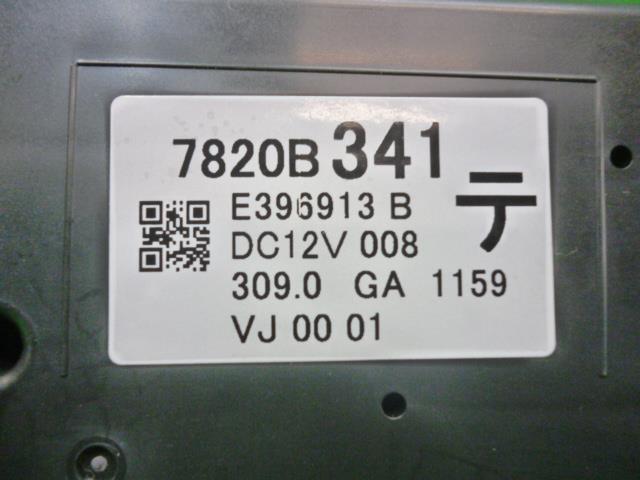 7820B 341
E396913 B テ
DC12V 008
309.0 GA 1159
VJ 00 01